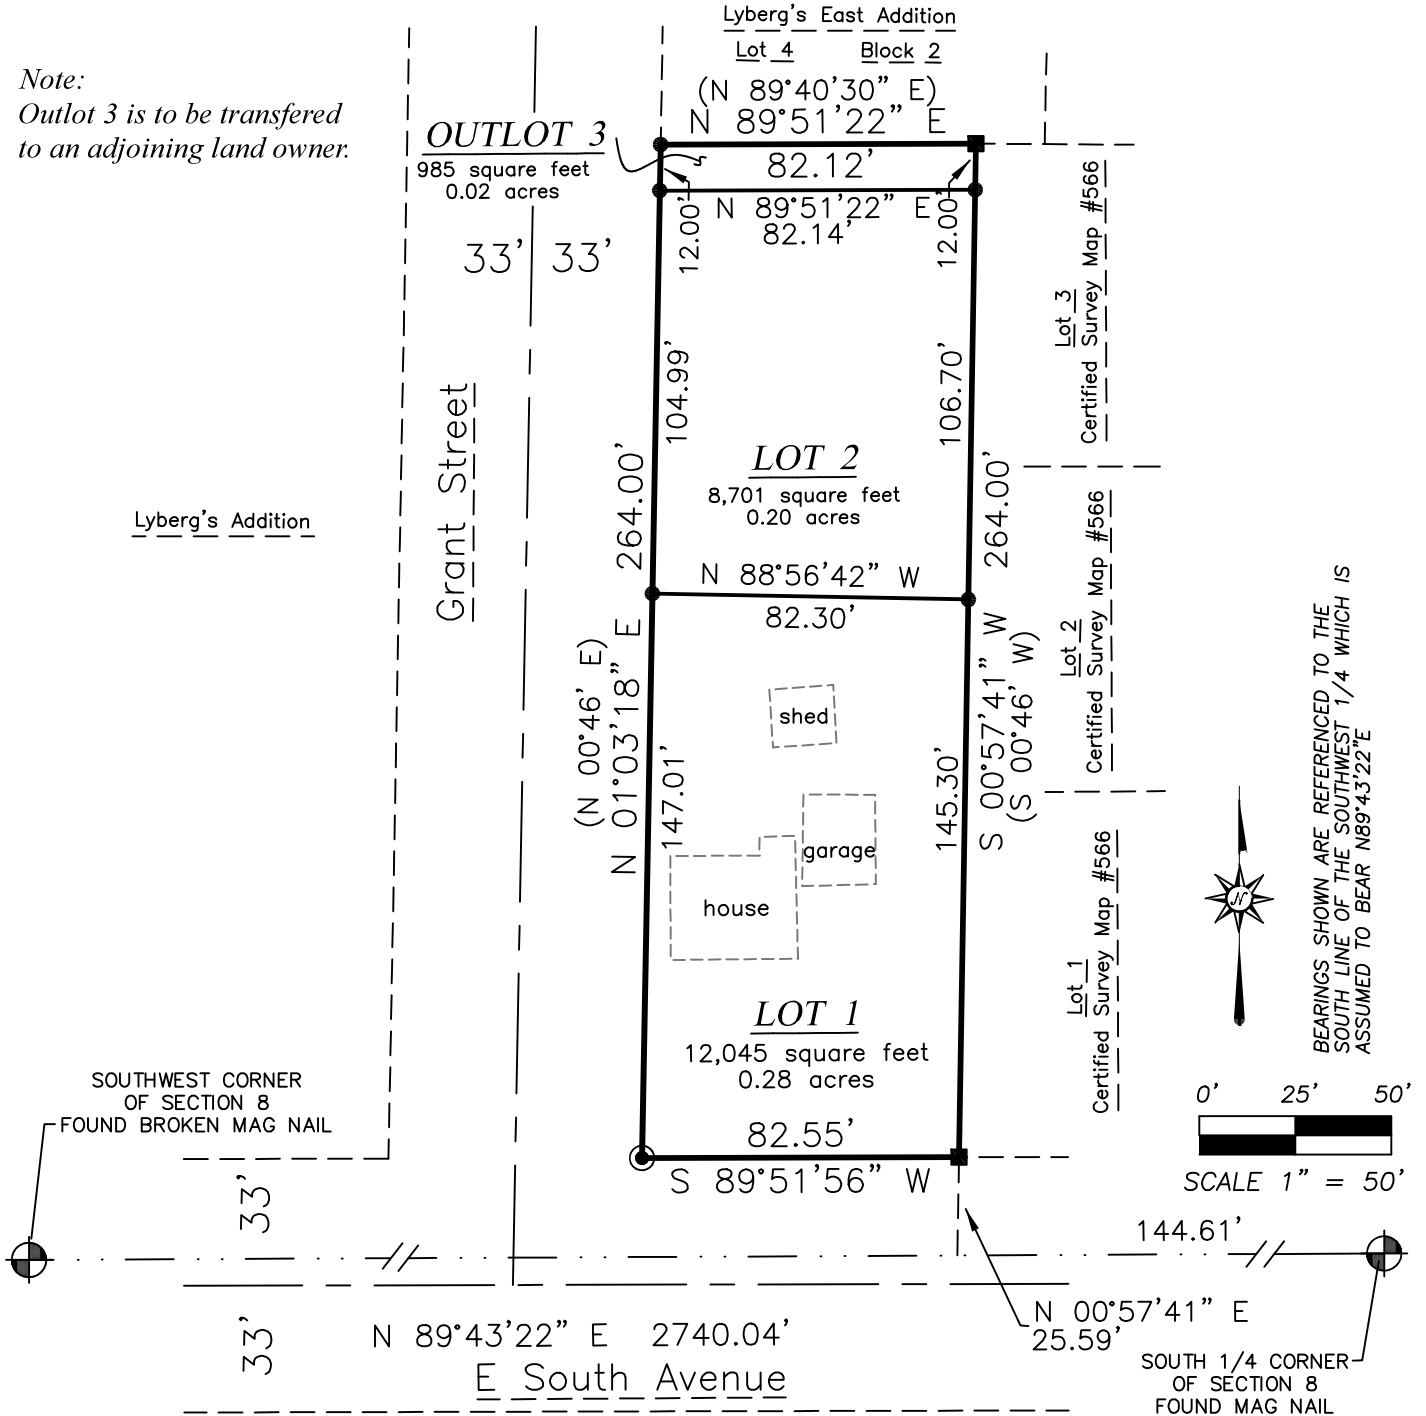 Lyberg's East Addition
Lot 4 Block 2
(N 89°40'30" E)
N 89°51'22" E
Note:
Outlot 3 is to be transfered
to an adjoining land owner.
OUTLOT 3
985 square feet
0.02 acres
82.12'
N 89°51'22" E
82.14'
12.00'
12.00'
33' 33'
104.99'
106.70'
Grant Street
Lyberg's Addition
264.00'
264.00'
LOT 2
8,701 square feet
0.20 acres
Lot 3
Certified Survey Map #566
N 88°56'42" W
82.30'
(N 00°46' E)
N 01°03'18" E
S 00°57'41" W
(S 00°46' W)
Lot 2
Certified Survey Map #566
shed
147.01'
145.30'
garage
house
LOT 1
12,045 square feet
0.28 acres
Lot 1
Certified Survey Map #566
N
BEARINGS SHOWN ARE REFERENCED TO THE
SOUTH LINE OF THE SOUTHWEST 1/4 WHICH IS
ASSUMED TO BEAR N89°43'22"E
0' 25' 50'
SCALE 1" = 50'
82.55'
S 89°51'56" W
SOUTHWEST CORNER
OF SECTION 8
FOUND BROKEN MAG NAIL
33'
33'
144.61'
N 00°57'41" E
25.59'
N 89°43'22" E 2740.04'
E South Avenue
SOUTH 1/4 CORNER
OF SECTION 8
FOUND MAG NAIL